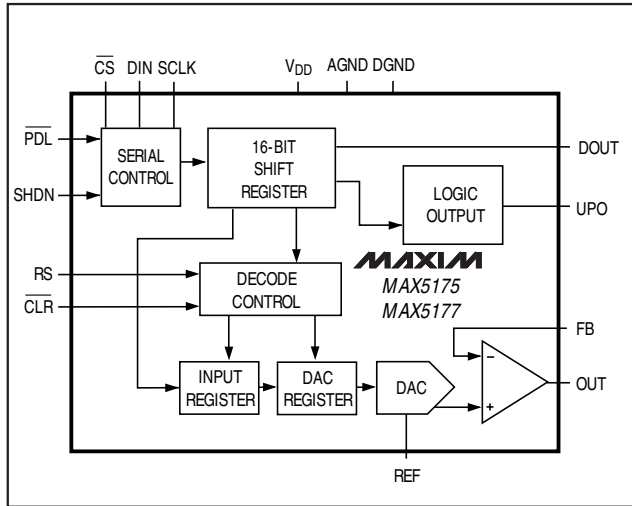 CS DIN SCLK VDD AGND DGND
PDL
SHDN
SERIAL
CONTROL
16-BIT
SHIFT
REGISTER
DOUT
LOGIC
OUTPUT
UPO
MAXIM
MAX5175
MAX5177
RS
CLR
DECODE
CONTROL
FB
INPUT
REGISTER
DAC
REGISTER
DAC
−
+
OUT
REF